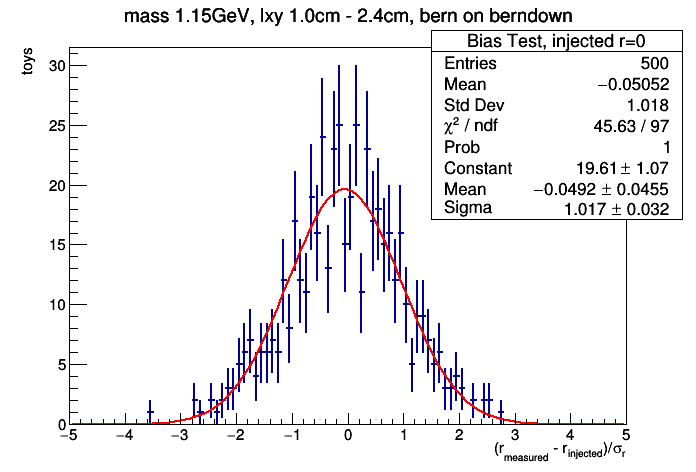 mass 1.15GeV, lxy 1.0cm - 2.4cm, bern on berndown
toys
Bias Test, injected r=0
Entries 500
Mean −0.05052
Std Dev 1.018
χ² / ndf 45.63 / 97
Prob 1
Constant 19.61 ± 1.07
Mean −0.0492 ± 0.0455
Sigma 1.017 ± 0.032
30
25
20
15
10
5
0
−5 −4 −3 −2 −1 0 1 2 3 4 5
(r_measured - r_injected)/σ_r